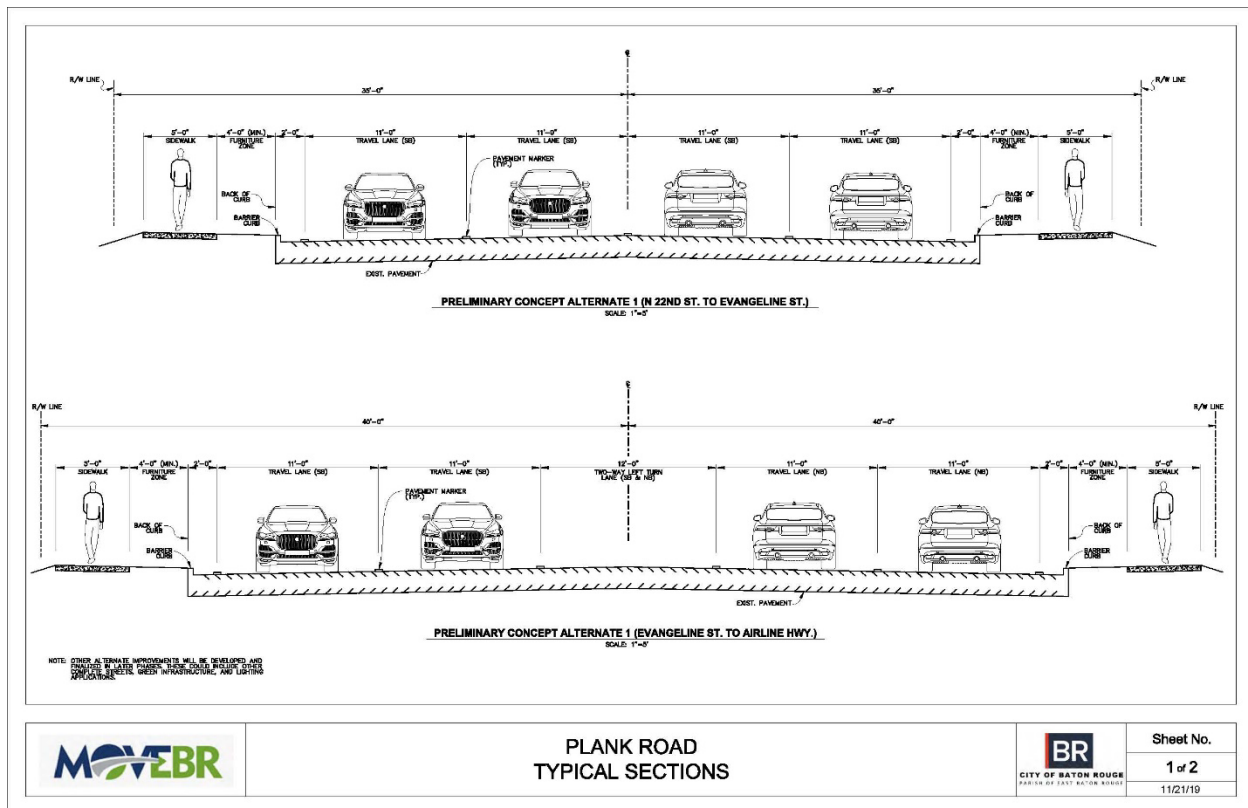 ℄
R/W LINE
R/W LINE
35'-0"
35'-0"
5'-0"
SIDEWALK
4'-0" (MIN.)
FURNITURE
ZONE
2'-0"
11'-0"
TRAVEL LANE (SB)
11'-0"
TRAVEL LANE (SB)
11'-0"
TRAVEL LANE (SB)
11'-0"
TRAVEL LANE (SB)
2'-0"
4'-0" (MIN.)
FURNITURE
ZONE
5'-0"
SIDEWALK
PAVEMENT MARKER
(TYP.)
BACK OF
CURB
BARRIER
CURB
BACK OF
CURB
BARRIER
CURB
EXIST. PAVEMENT
PRELIMINARY CONCEPT ALTERNATE 1 (N 22ND ST. TO EVANGELINE ST.)
SCALE: 1"=5'
℄
R/W LINE
R/W LINE
40'-0"
40'-0"
5'-0"
SIDEWALK
4'-0" (MIN.)
FURNITURE
ZONE
2'-0"
11'-0"
TRAVEL LANE (SB)
11'-0"
TRAVEL LANE (SB)
12'-0"
TWO-WAY LEFT TURN
LANE (SB & NB)
11'-0"
TRAVEL LANE (NB)
11'-0"
TRAVEL LANE (NB)
2'-0"
4'-0" (MIN.)
FURNITURE
ZONE
5'-0"
SIDEWALK
PAVEMENT MARKER
(TYP.)
BACK OF
CURB
BARRIER
CURB
BACK OF
CURB
BARRIER
CURB
EXIST. PAVEMENT
PRELIMINARY CONCEPT ALTERNATE 1 (EVANGELINE ST. TO AIRLINE HWY.)
SCALE: 1"=5'
NOTE: OTHER ALTERNATE IMPROVEMENTS WILL BE DEVELOPED AND
FINALIZED IN LATER PHASES. THESE COULD INCLUDE OTHER
COMPLETE STREETS, GREEN INFRASTRUCTURE, AND LIGHTING
APPLICATIONS.
MOVEBR
PLANK ROAD
TYPICAL SECTIONS
BR
CITY OF BATON ROUGE
PARISH OF EAST BATON ROUGE
Sheet No.
1 of 2
11/21/19